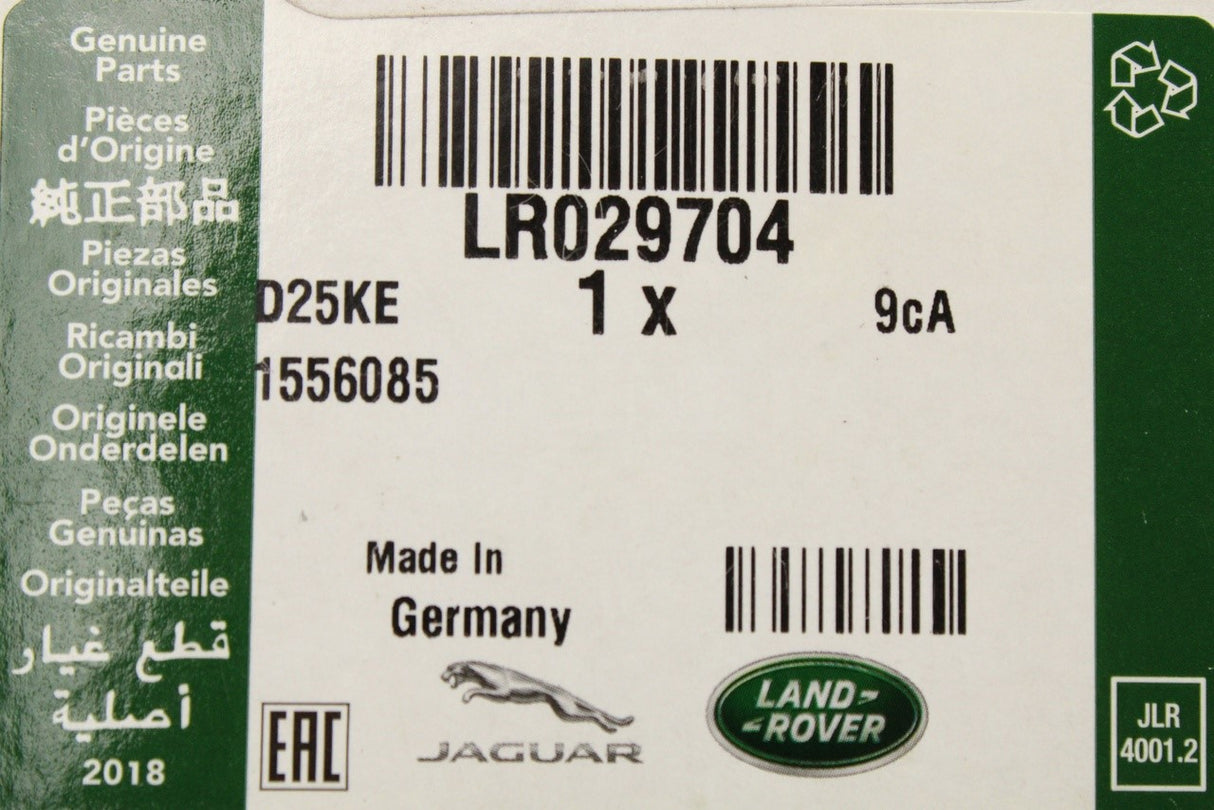 Genuine
Parts
Pièces
d'Origine
純正部品
Piezas
Originales
Ricambi
Originali
Originele
Onderdelen
Peças
Genuínas
Originalteile
قطع غيار
أصلية
2018
LR029704
D25KE
1 x
9cA
1556085
Made In
Germany
EAC
JAGUAR
LAND
ROVER
JLR
4001.2